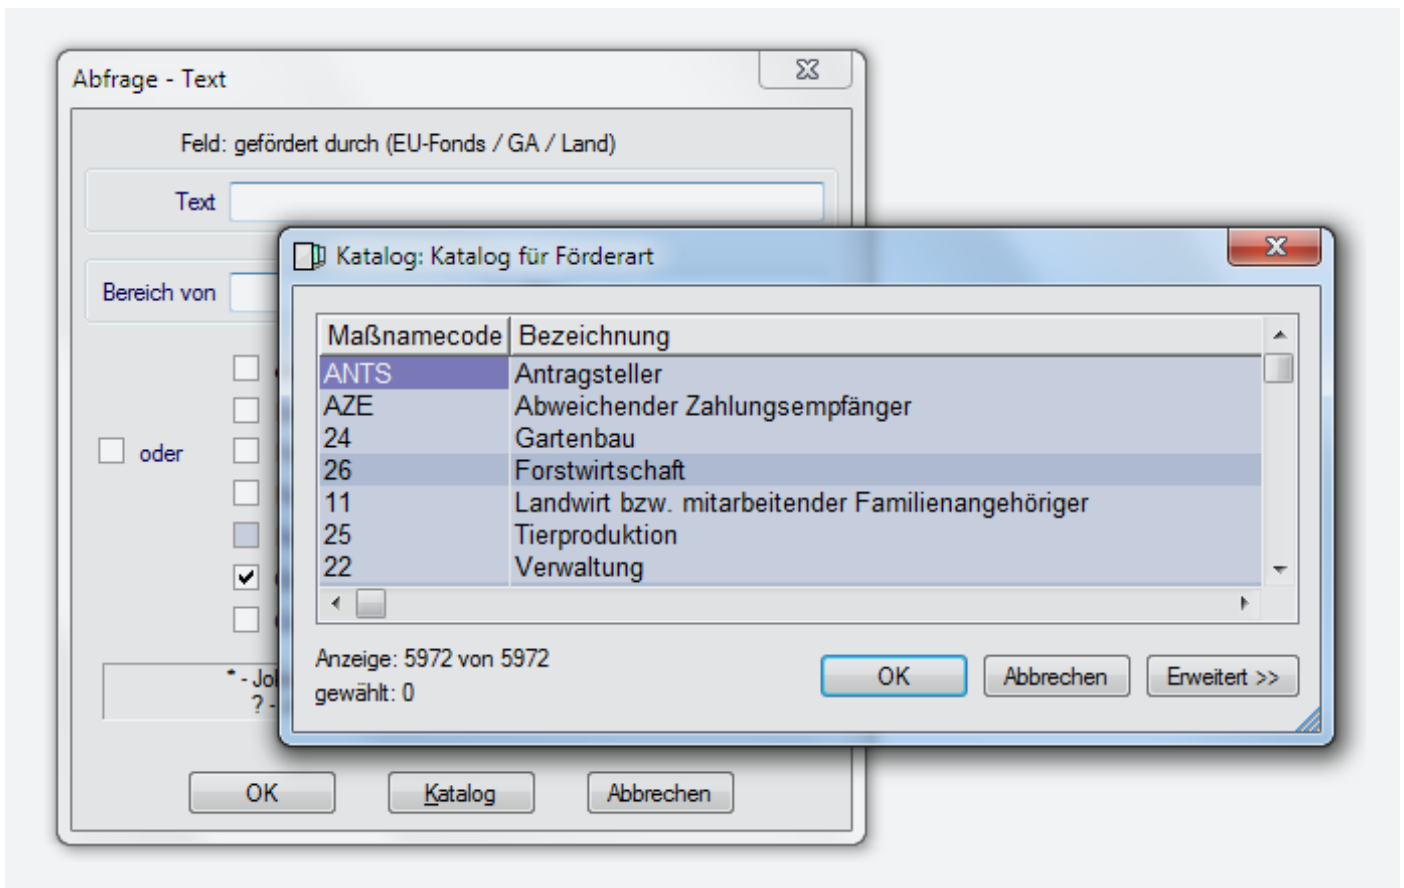 Abfrage - Text
Feld: gefördert durch (EU-Fonds / GA / Land)
Text
Bereich von
oder
* -
? -
OK
Katalog
Abbrechen
Katalog: Katalog für Förderart
Maßnamecode Bezeichnung
ANTS Antragsteller
AZE Abweichender Zahlungsempfänger
24 Gartenbau
26 Forstwirtschaft
11 Landwirt bzw. mitarbeitender Familienangehöriger
25 Tierproduktion
22 Verwaltung
Anzeige: 5972 von 5972
gewählt: 0
OK
Abbrechen
Erweitert >>